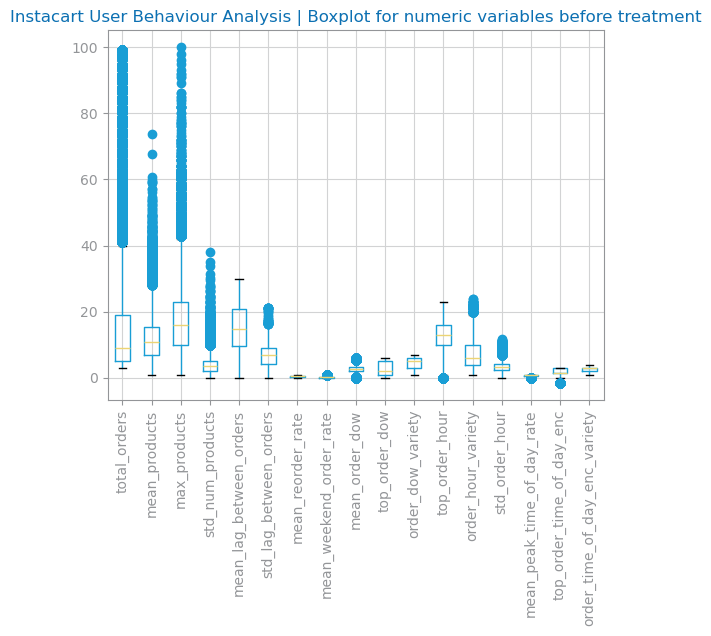 Instacart User Behaviour Analysis | Boxplot for numeric variables before treatment
100
80
60
40
20
0
total_orders
mean_products
max_products
std_num_products
mean_lag_between_orders
std_lag_between_orders
mean_reorder_rate
mean_weekend_order_rate
mean_order_dow
top_order_dow
order_dow_variety
top_order_hour
order_hour_variety
std_order_hour
mean_peak_time_of_day_rate
top_order_time_of_day_enc
order_time_of_day_enc_variety